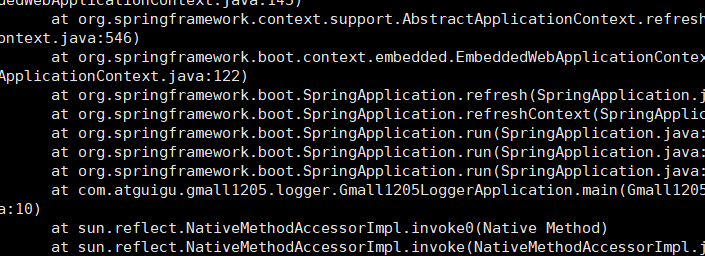 dedWebApplicationContext.java:145)
at org.springframework.context.support.AbstractApplicationContext.refresh
ontext.java:546)
at org.springframework.boot.context.embedded.EmbeddedWebApplicationContex
ApplicationContext.java:122)
at org.springframework.boot.SpringApplication.refresh(SpringApplication.j
at org.springframework.boot.SpringApplication.refreshContext(SpringApplic
at org.springframework.boot.SpringApplication.run(SpringApplication.java:
at org.springframework.boot.SpringApplication.run(SpringApplication.java:
at org.springframework.boot.SpringApplication.run(SpringApplication.java:
at com.atguigu.gmall1205.logger.Gmall1205LoggerApplication.main(Gmall1205
a:10)
at sun.reflect.NativeMethodAccessorImpl.invoke0(Native Method)
at sun.reflect.NativeMethodAccessorImpl.invoke(NativeMethodAccessorImpl.j